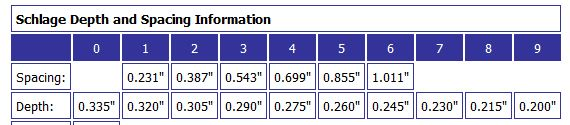 Schlage Depth and Spacing Information
0 1 2 3 4 5 6 7 8 9
Spacing: 0.231" 0.387" 0.543" 0.699" 0.855" 1.011"
Depth: 0.335" 0.320" 0.305" 0.290" 0.275" 0.260" 0.245" 0.230" 0.215" 0.200"